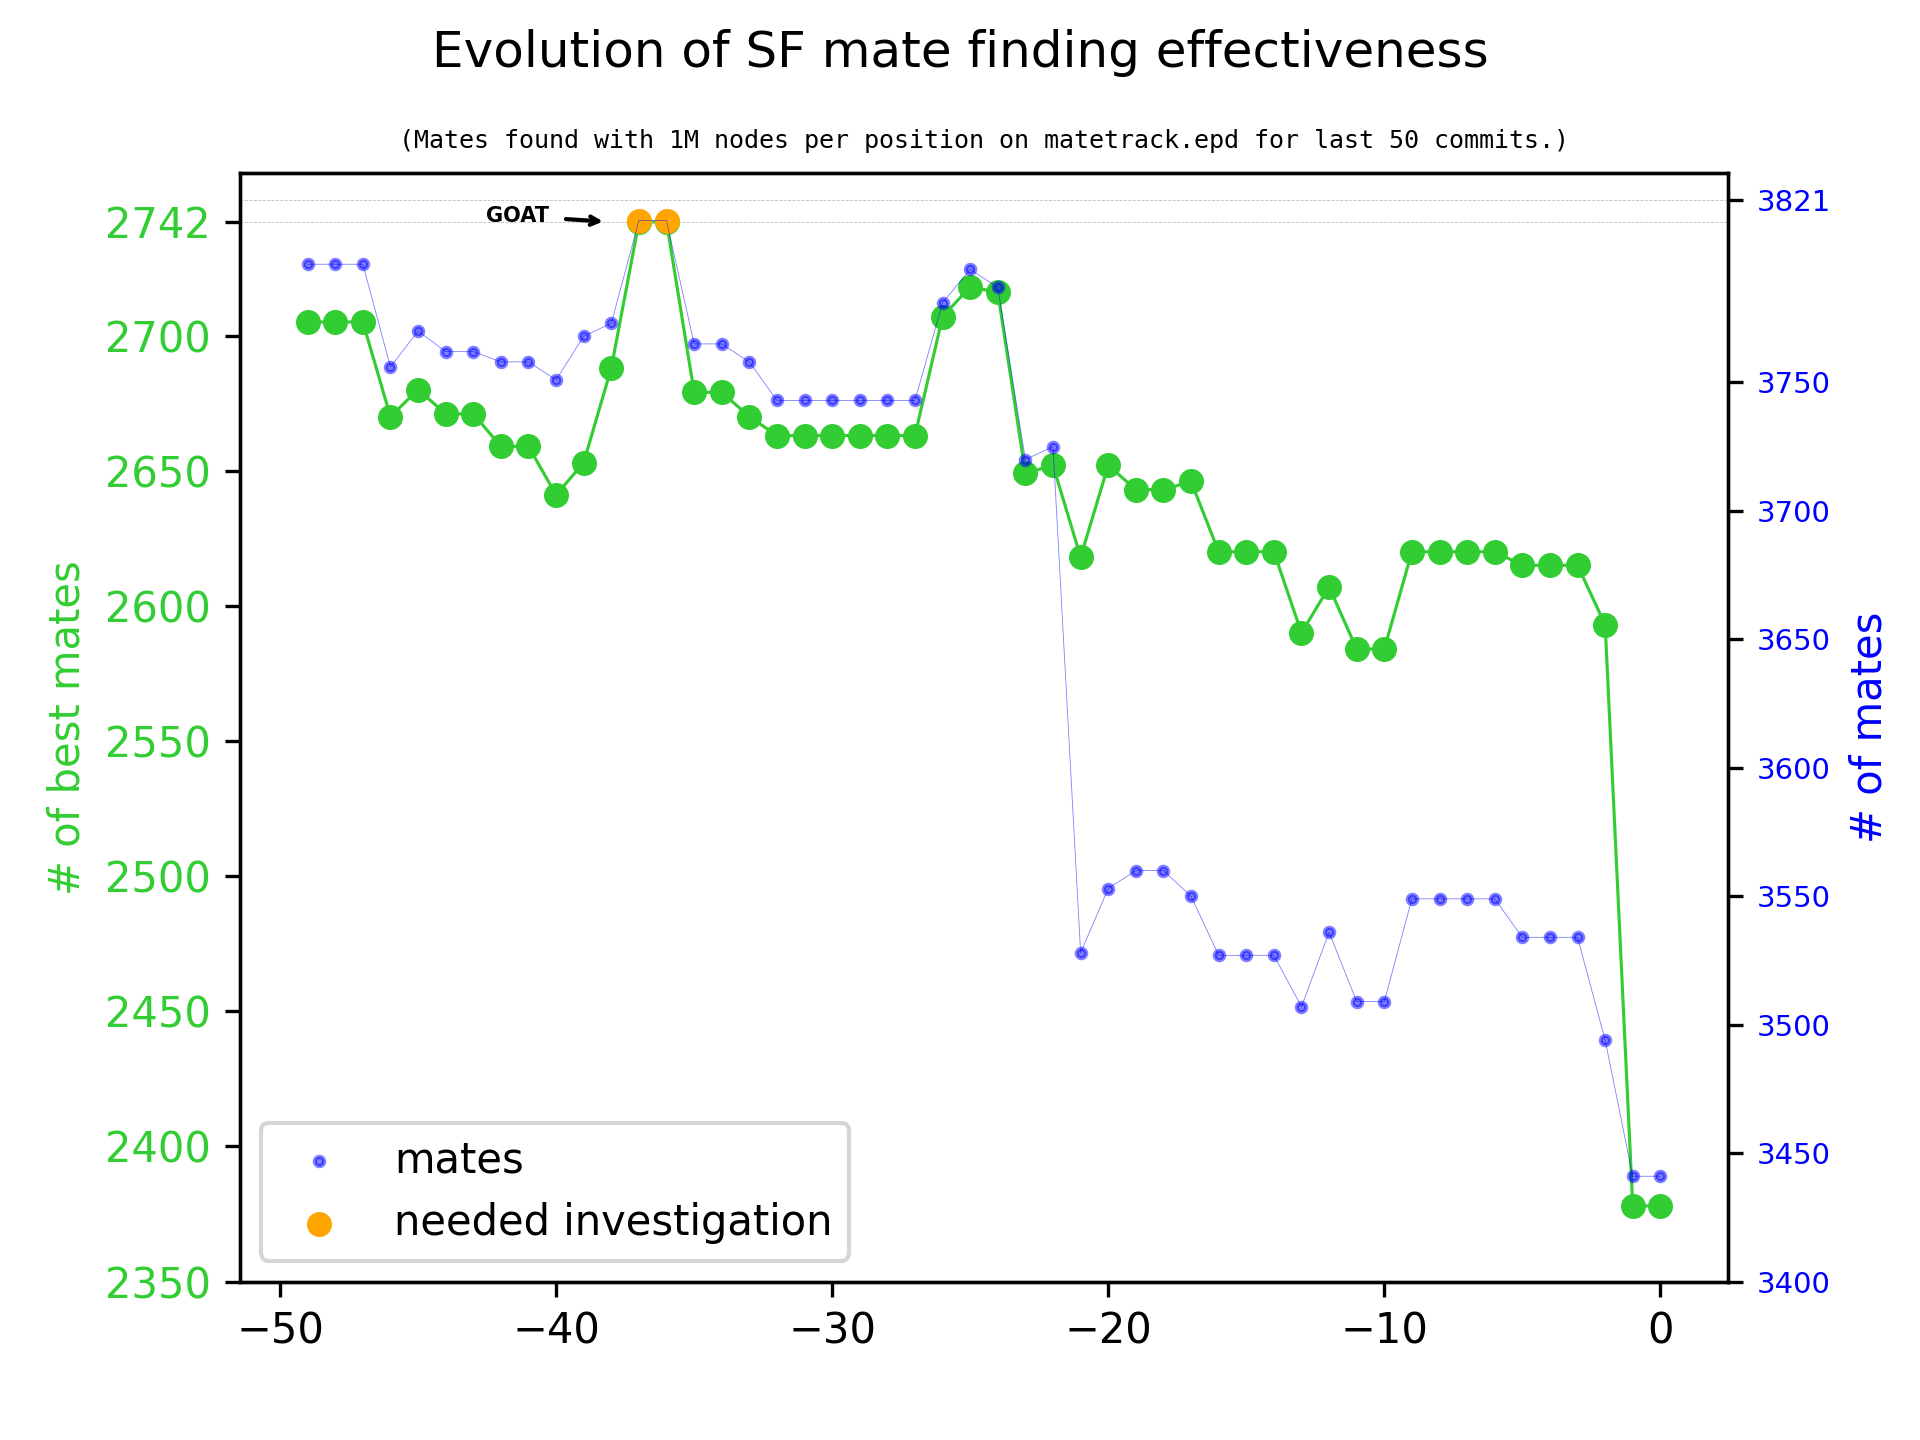 Evolution of SF mate finding effectiveness
(Mates found with 1M nodes per position on matetrack.epd for last 50 commits.)
GOAT
2742
2700
2650
2600
2550
2500
2450
2400
2350
# of best mates
3821
3750
3700
3650
3600
3550
3500
3450
3400
# of mates
mates
needed investigation
−50 −40 −30 −20 −10 0